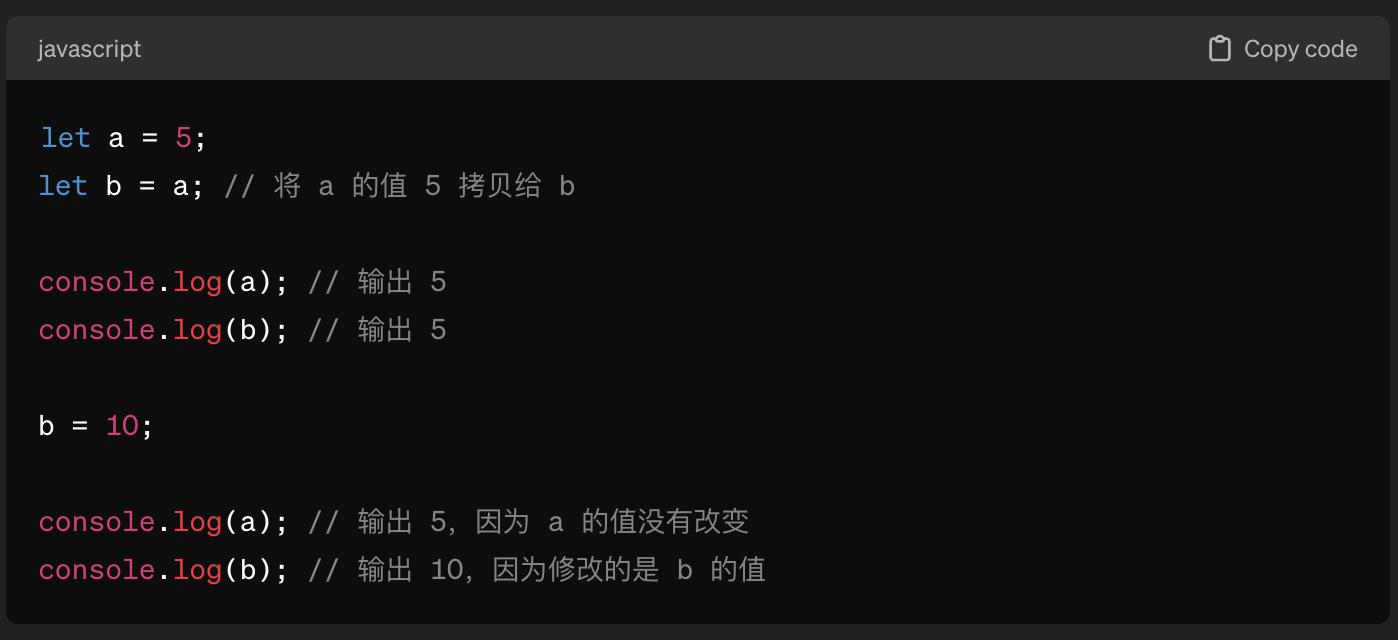 javascript
Copy code
let a = 5;
let b = a; // 将 a 的值 5 拷贝给 b
console.log(a); // 输出 5
console.log(b); // 输出 5
b = 10;
console.log(a); // 输出 5，因为 a 的值没有改变
console.log(b); // 输出 10，因为修改的是 b 的值